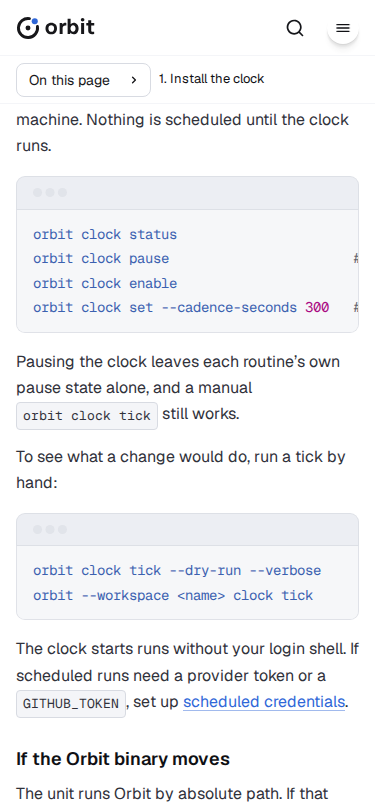 orbit
On this page
1. Install the clock
machine. Nothing is scheduled until the clock
runs.
orbit clock status
orbit clock pause #
orbit clock enable
orbit clock set --cadence-seconds 300 #
Pausing the clock leaves each routine’s own
pause state alone, and a manual
orbit clock tick still works.
To see what a change would do, run a tick by
hand:
orbit clock tick --dry-run --verbose
orbit --workspace <name> clock tick
The clock starts runs without your login shell. If
scheduled runs need a provider token or a
GITHUB_TOKEN, set up scheduled credentials.
If the Orbit binary moves
The unit runs Orbit by absolute path. If that